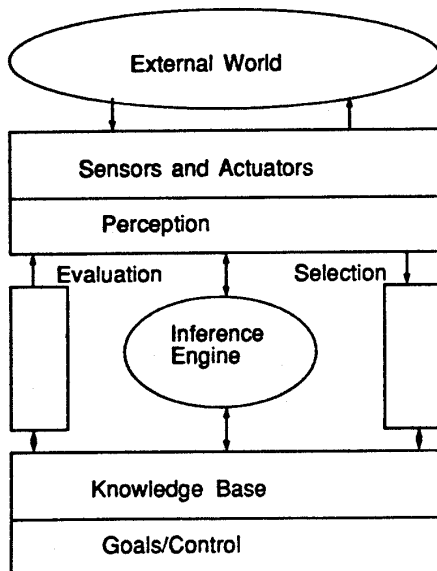 External World
Sensors and Actuators
Perception
Evaluation
Selection
Inference
Engine
Knowledge Base
Goals/Control